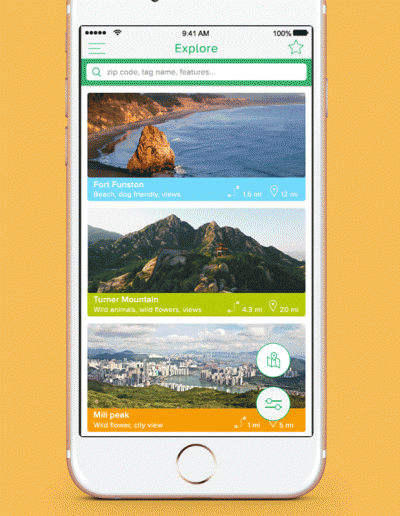 9:41 AM
100%
Explore
zip code, tag name, features...
Fort Funston
Beach, dog friendly, views
1.5 mi
12 mi
Turner Mountain
Wild animals, wild flowers, views
4.3 mi
20 mi
Mill peak
Wild flower, city view
1 mi
5 mi